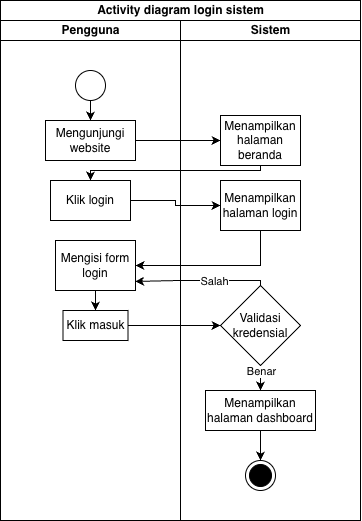 Activity diagram login sistem
Pengguna
Sistem
Mengunjungi
website
Menampilkan
halaman
beranda
Klik login
Menampilkan
halaman login
Mengisi form
login
Salah
Klik masuk
Validasi
kredensial
Benar
Menampilkan
halaman dashboard